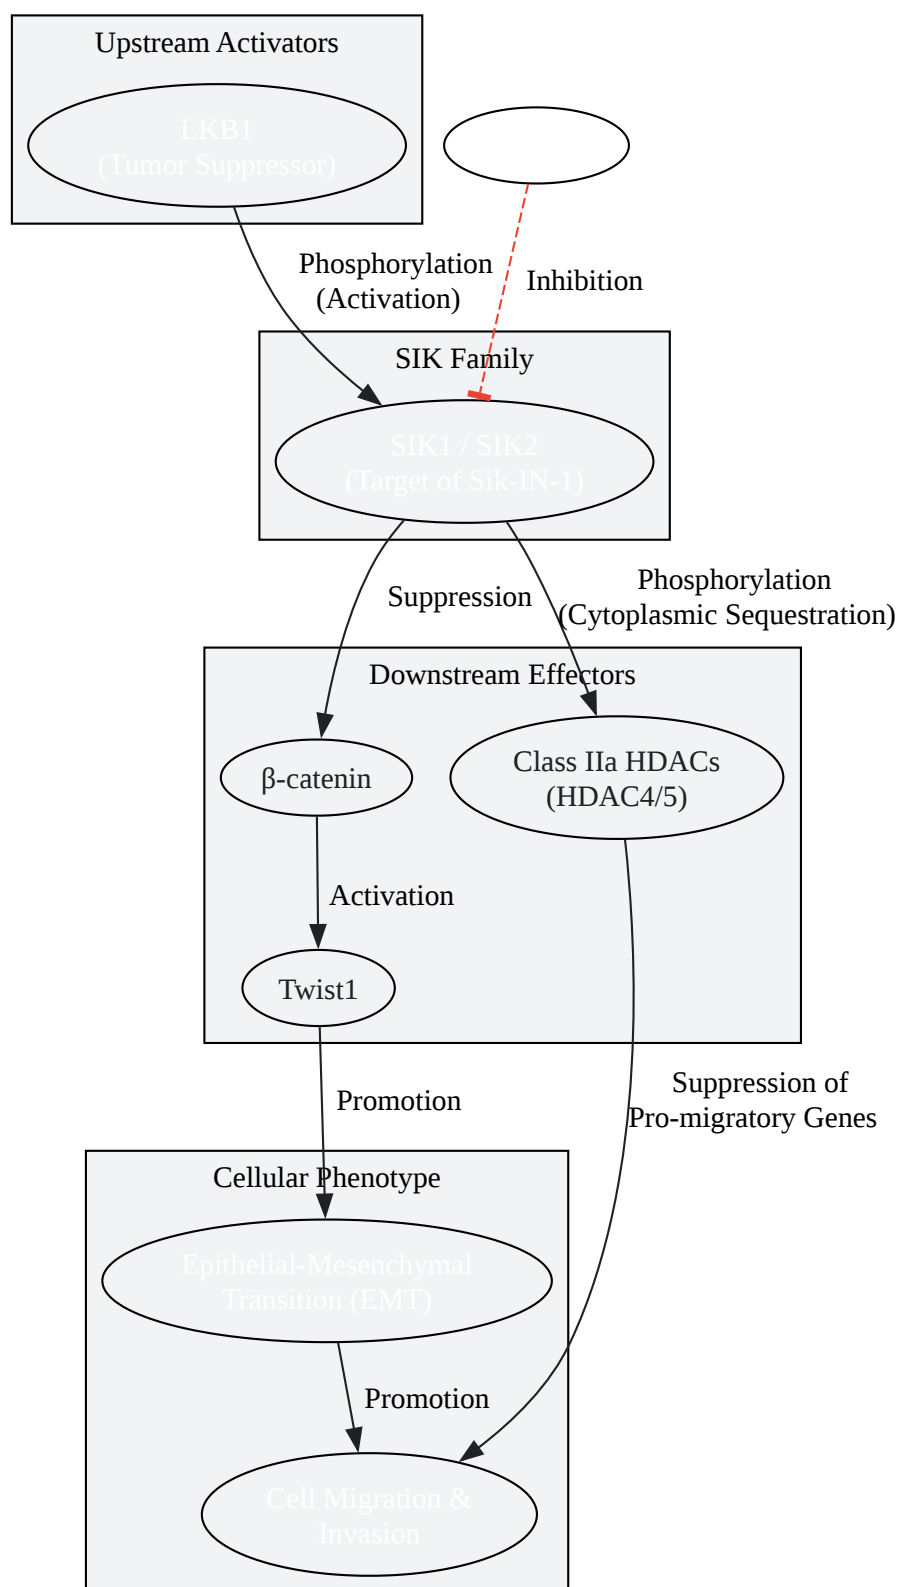 Upstream Activators
LKB1
(Tumor Suppressor)
Phosphorylation
(Activation)
Inhibition
SIK Family
SIK1 / SIK2
(Target of Sik-IN-1)
Suppression
Phosphorylation
(Cytoplasmic Sequestration)
Downstream Effectors
β-catenin
Class IIa HDACs
(HDAC4/5)
Activation
Twist1
Promotion
Suppression of
Pro-migratory Genes
Cellular Phenotype
Epithelial-Mesenchymal
Transition (EMT)
Promotion
Cell Migration &
Invasion